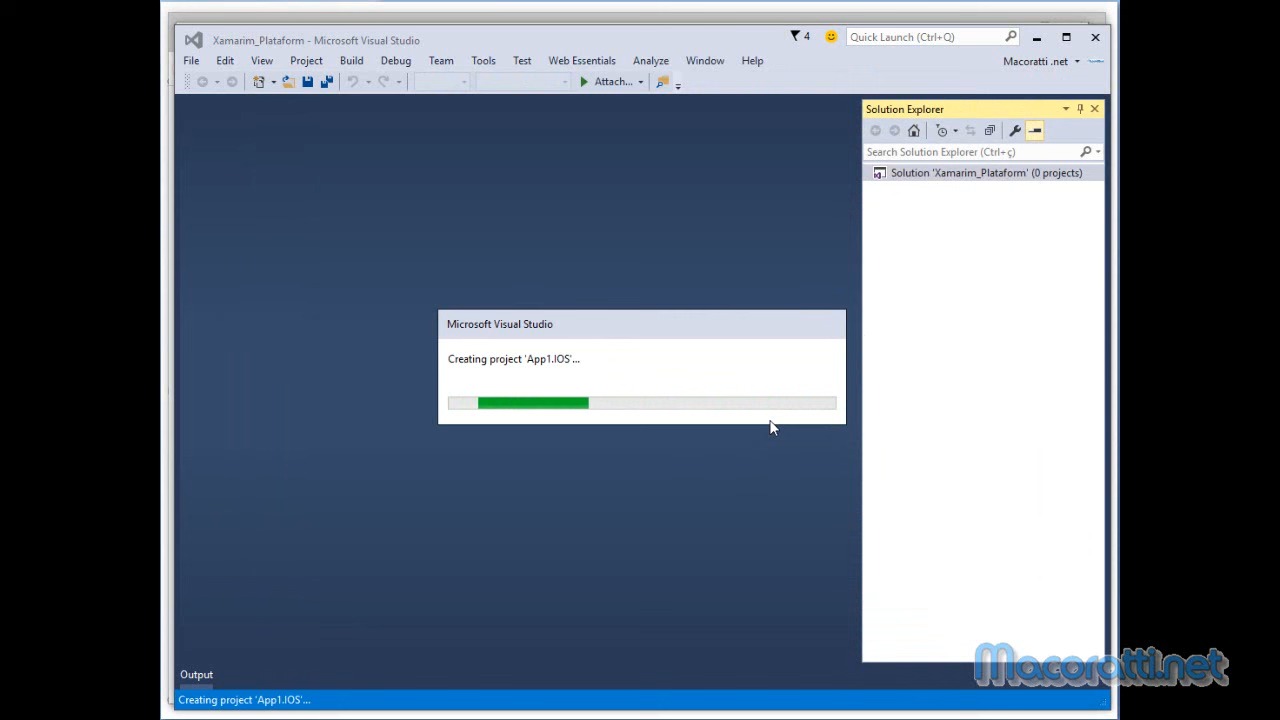 Xamarim_Plataform - Microsoft Visual Studio
4
Quick Launch (Ctrl+Q)
File Edit View Project Build Debug Team Tools Test Web Essentials Analyze Window Help
Macoratti .net
Attach...
Solution Explorer
Search Solution Explorer (Ctrl+ç)
Solution 'Xamarim_Plataform' (0 projects)
Microsoft Visual Studio
Creating project 'App1.IOS'...
Macoratti.net
Output
Creating project 'App1.IOS'...